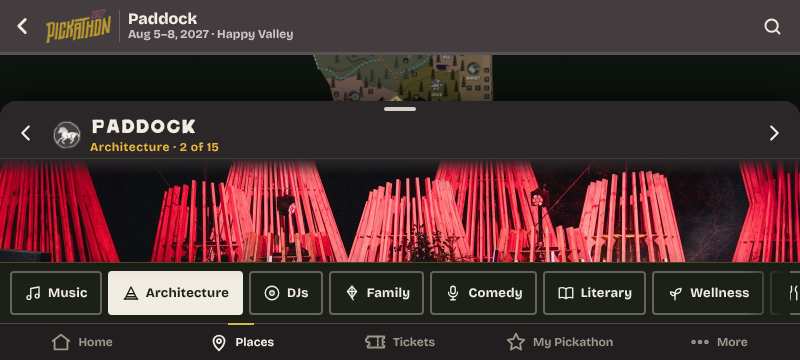 PICKATHON
Paddock
Aug 5–8, 2027 · Happy Valley
PADDOCK
Architecture · 2 of 15
Music
Architecture
DJs
Family
Comedy
Literary
Wellness
Home
Places
Tickets
My Pickathon
More